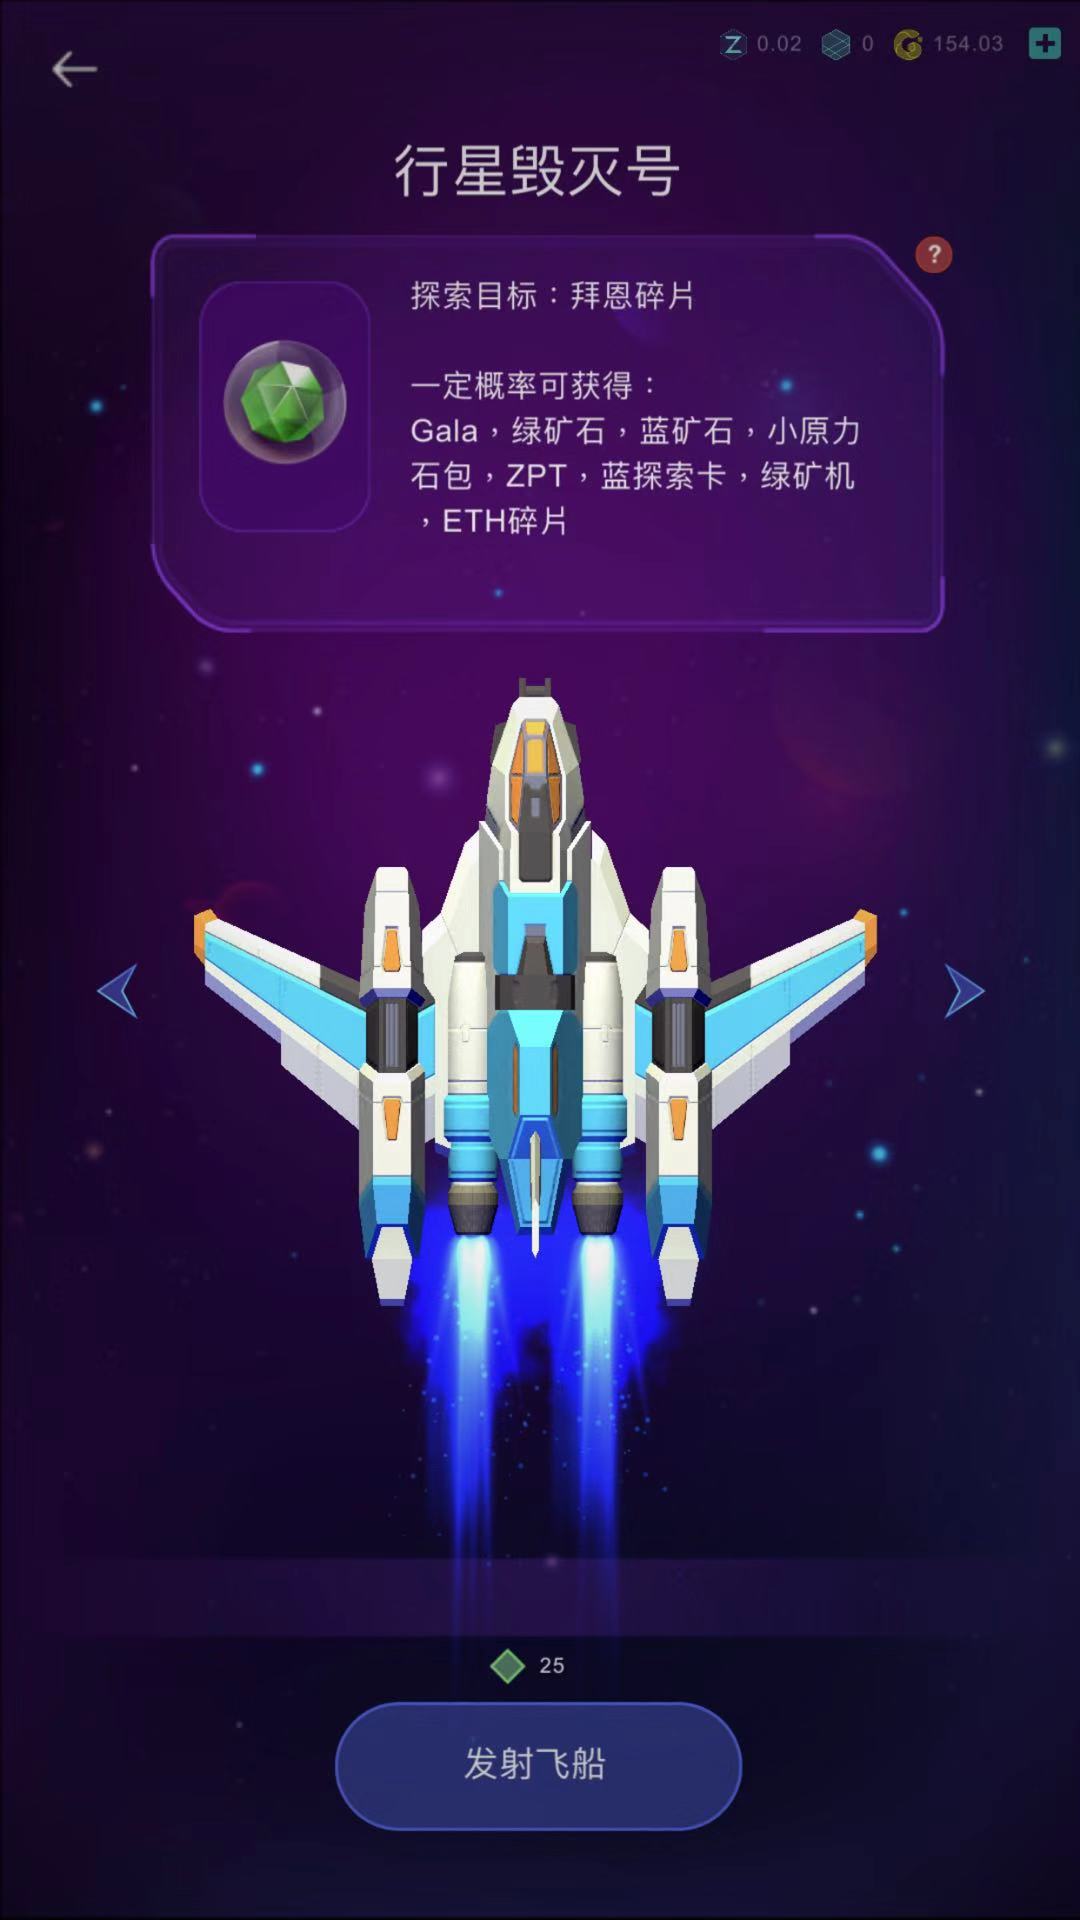 Z 0.02 0 154.03
行星毁灭号
?
探索目标：拜恩碎片
一定概率可获得：
Gala，绿矿石，蓝矿石，小原力
石包，ZPT，蓝探索卡，绿矿机
，ETH碎片
25
发射飞船